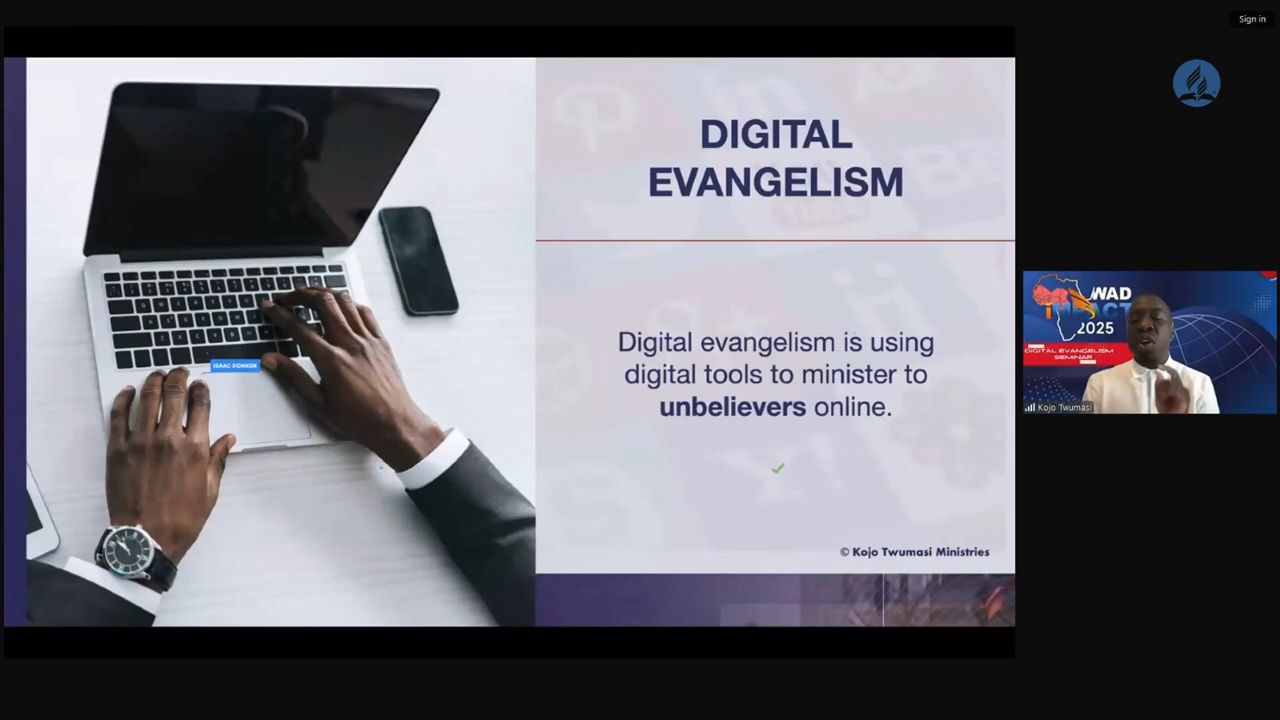 Sign in
DIGITAL
EVANGELISM
Digital evangelism is using
digital tools to minister to
unbelievers online.
© Kojo Twumasi Ministries
ISAAC DONKOR
WAD
IMPACT
2025
DIGITAL EVANGELISM
SEMINAR
Kojo Twumasi